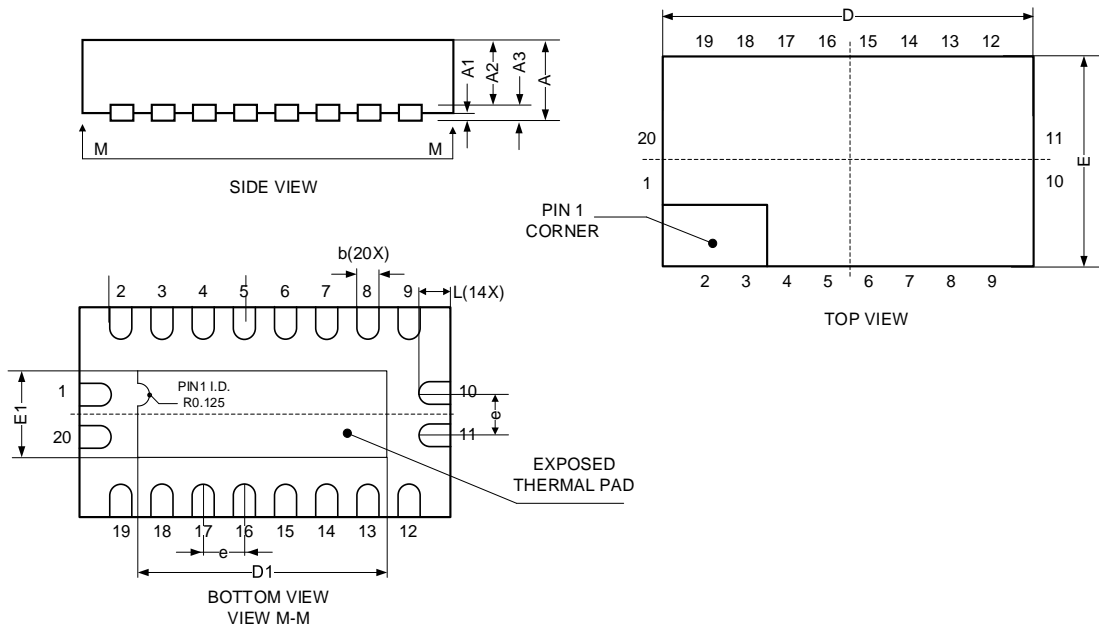 A1
A2
A3
A
M
M
SIDE VIEW
D
19 18 17 16 15 14 13 12
20
1
11
10
E
PIN 1
CORNER
2 3 4 5 6 7 8 9
TOP VIEW
b(20X)
2 3 4 5 6 7 8 9
L(14X)
1
20
E1
PIN1 I.D.
R0.125
10
11
e
EXPOSED
THERMAL PAD
19 18 17 16 15 14 13 12
e
D1
BOTTOM VIEW
VIEW M-M